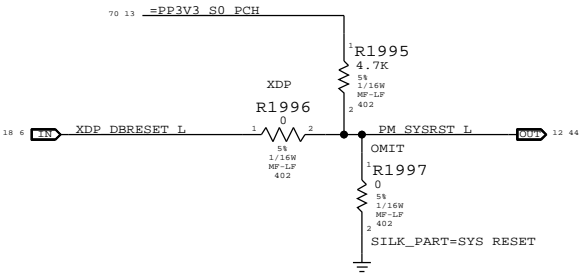 70 13 =PP3V3_S0_PCH
1 R1995
4.7K
5%
1/16W
MF-LF
402
2
XDP
R1996
18 6 IN XDP_DBRESET_L 1 0 2 PM_SYSRST_L OUT 12 44
5%
1/16W
MF-LF
402
OMIT
1 R1997
0
5%
1/16W
MF-LF
402
2
SILK_PART=SYS RESET